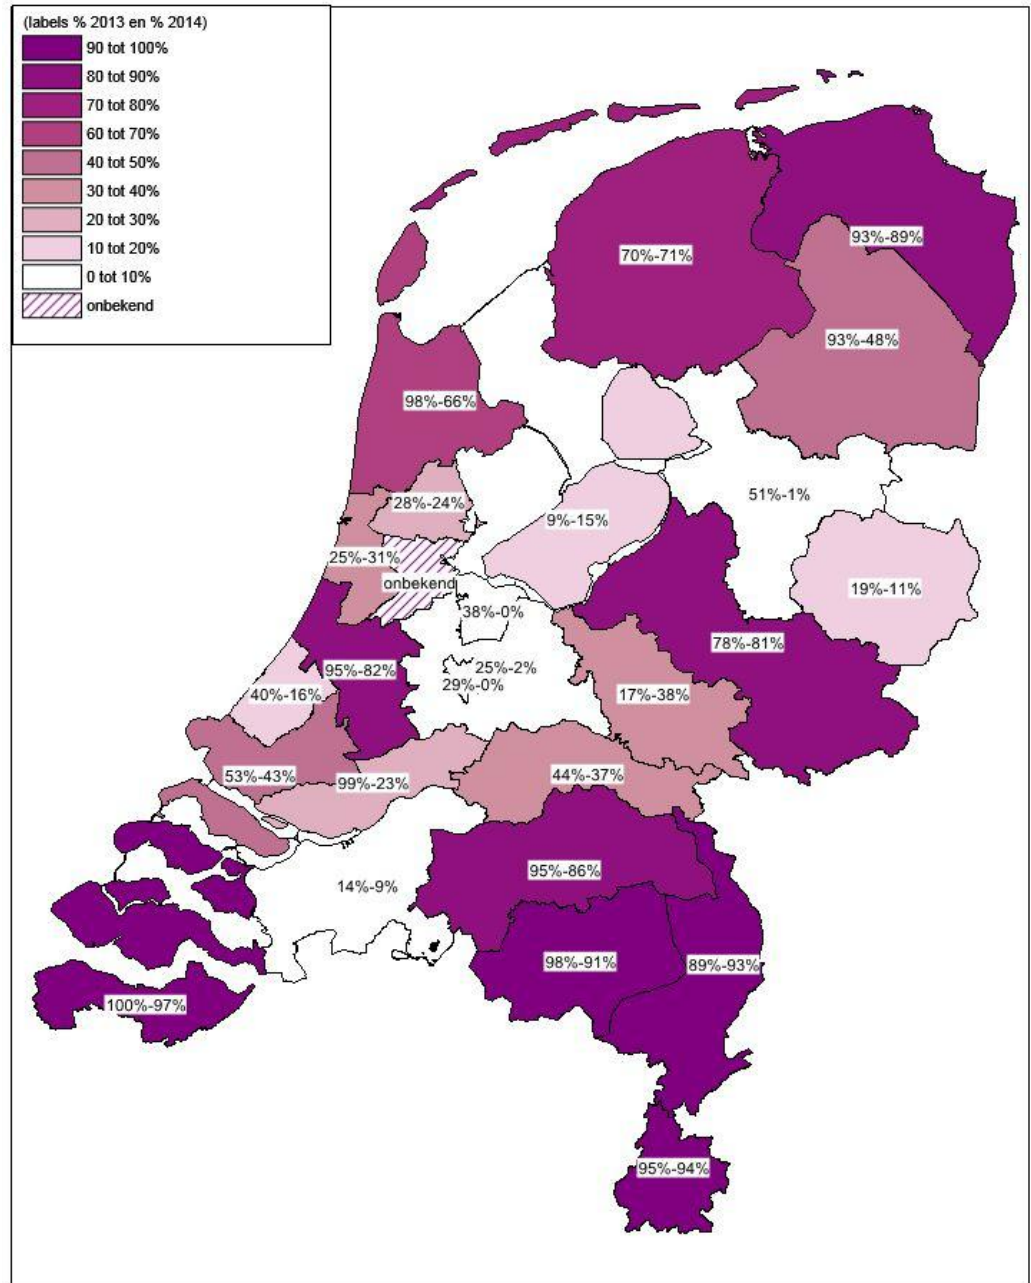 (labels % 2013 en % 2014)
90 tot 100%
80 tot 90%
70 tot 80%
60 tot 70%
40 tot 50%
30 tot 40%
20 tot 30%
10 tot 20%
0 tot 10%
onbekend
93%-89%
70%-71%
93%-48%
98%-66%
51%-1%
28%-24%
9%-15%
25%-31%
onbekend
19%-11%
38%-0%
78%-81%
95%-82%
25%-2%
29%-0%
40%-16%
17%-38%
53%-43%
99%-23%
44%-37%
95%-86%
14%-9%
98%-91%
89%-93%
100%-97%
95%-94%